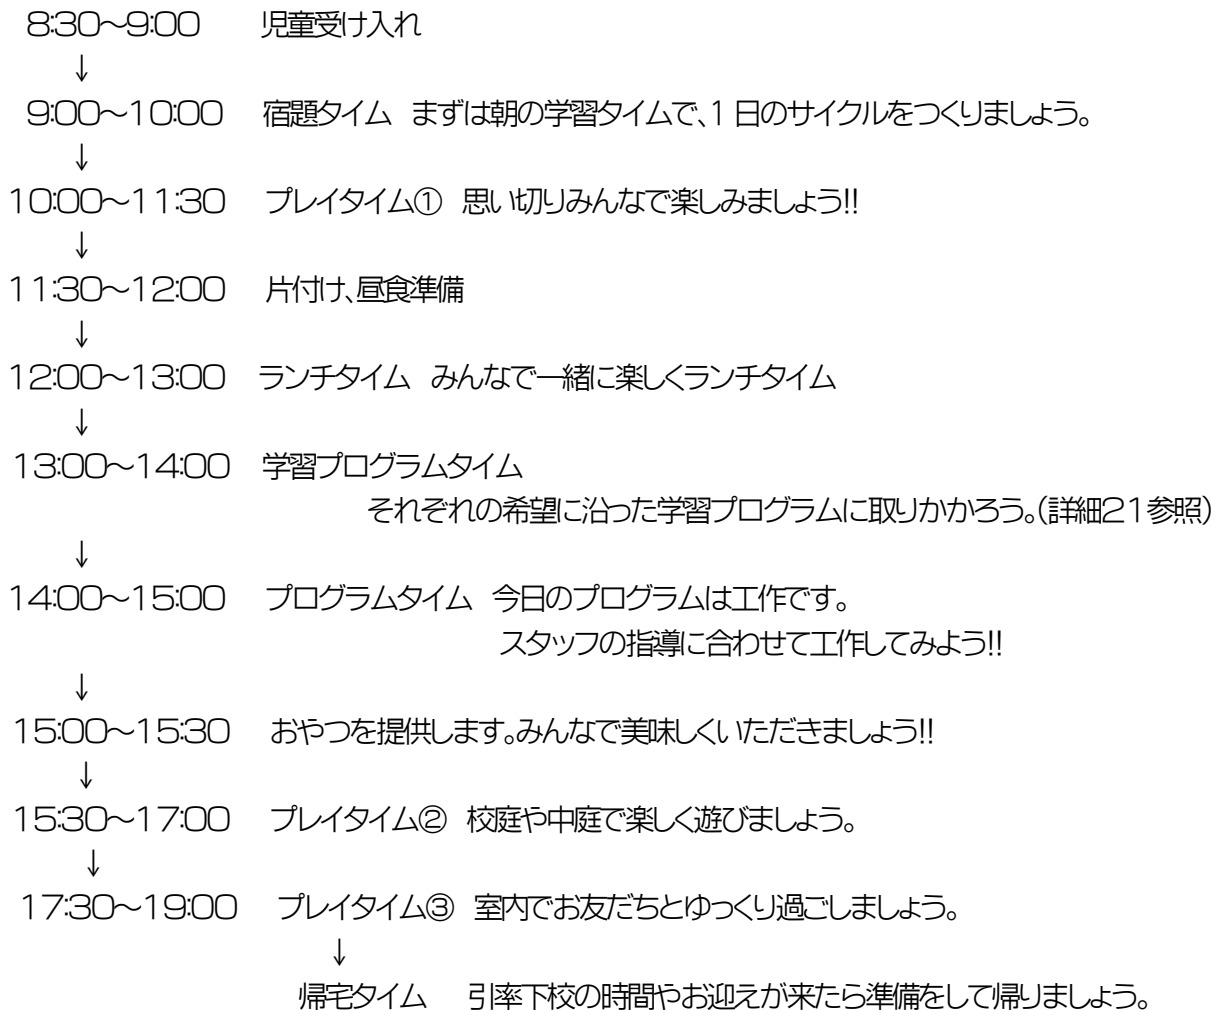 8:30～9:00 児童受け入れ
↓
9:00～10:00 宿題タイム まずは朝の学習タイムで、1日のサイクルをつくりましょう。
↓
10:00～11:30 プレイタイム① 思い切りみんなで楽しみましょう!!
↓
11:30～12:00 片付け、昼食準備
↓
12:00～13:00 ランチタイム みんなで一緒に楽しくランチタイム
↓
13:00～14:00 学習プログラムタイム
それぞれの希望に沿った学習プログラムに取りかかろう。(詳細21参照)
↓
14:00～15:00 プログラムタイム 今日のプログラムは工作です。
スタッフの指導に合わせて工作してみよう!!
↓
15:00～15:30 おやつを提供します。みんなで美味しくいただきましょう!!
↓
15:30～17:00 プレイタイム② 校庭や中庭で楽しく遊びましょう。
↓
17:30～19:00 プレイタイム③ 室内でお友だちとゆっくり過ごしましょう。
↓
帰宅タイム 引率下校の時間やお迎えが来たら準備をして帰りましょう。